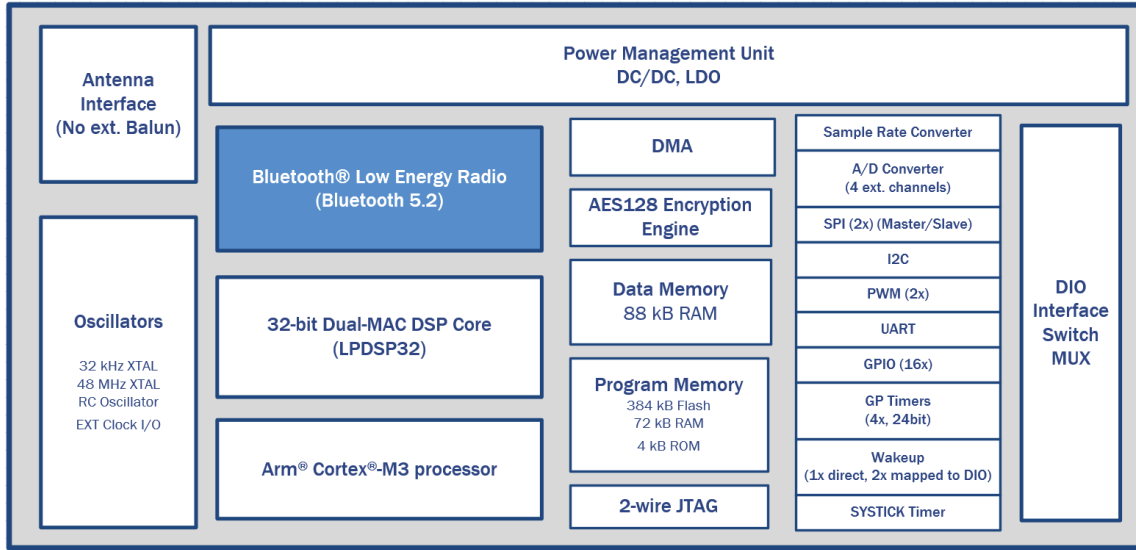 Antenna
Interface
(No ext. Balun)
Power Management Unit
DC/DC, LDO
Oscillators
32 kHz XTAL
48 MHz XTAL
RC Oscillator
EXT Clock I/O
Bluetooth® Low Energy Radio
(Bluetooth 5.2)
32-bit Dual-MAC DSP Core
(LPDSP32)
Arm® Cortex®-M3 processor
DMA
AES128 Encryption
Engine
Data Memory
88 kB RAM
Program Memory
384 kB Flash
72 kB RAM
4 kB ROM
2-wire JTAG
Sample Rate Converter
A/D Converter
(4 ext. channels)
SPI (2x) (Master/Slave)
I2C
PWM (2x)
UART
GPIO (16x)
GP Timers
(4x, 24bit)
Wakeup
(1x direct, 2x mapped to DIO)
SYSTICK Timer
DIO
Interface
Switch
MUX